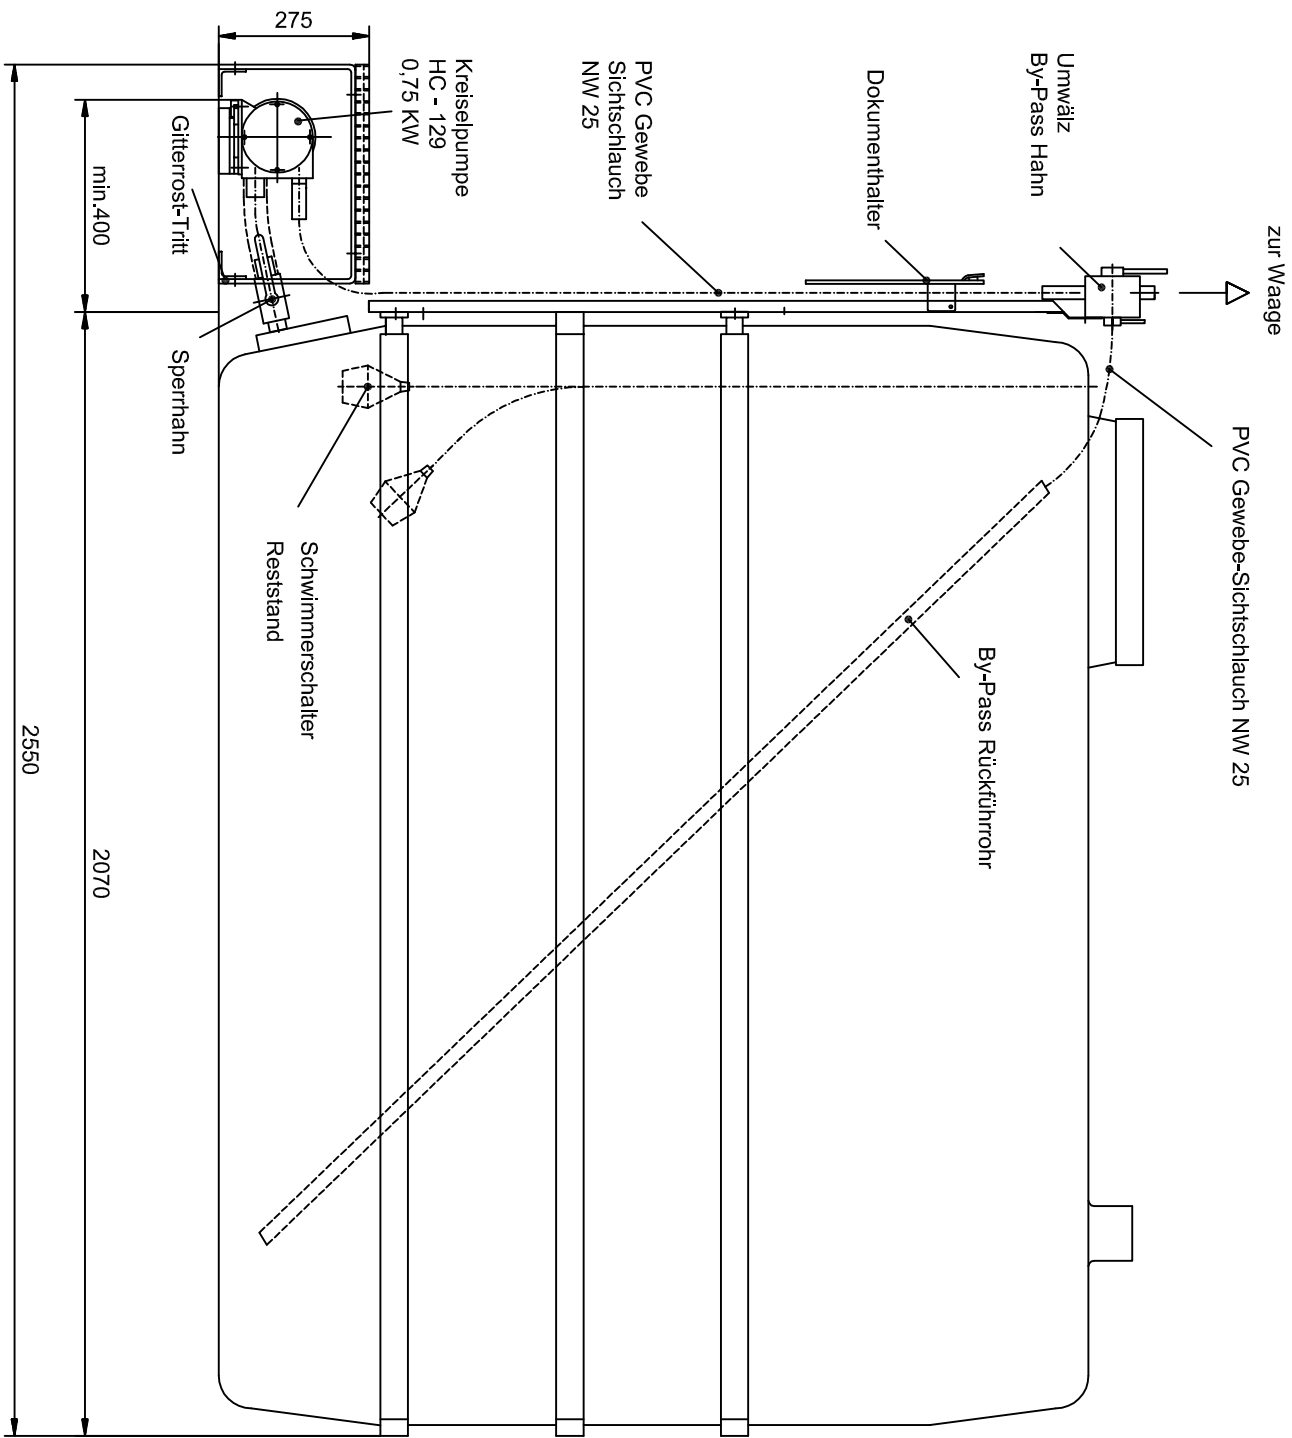 zur Waage
Umwälz
By-Pass Hahn
PVC Gewebe-Sichtschlauch NW 25
Dokumenthalter
By-Pass Rückführrohr
PVC Gewebe
Sichtschlauch
NW 25
Kreiselpumpe
HC - 129
0,75 KW
275
Schwimmerschalter
Reststand
Gitterrost-Tritt
Sperrhahn
min.400
2070
2550